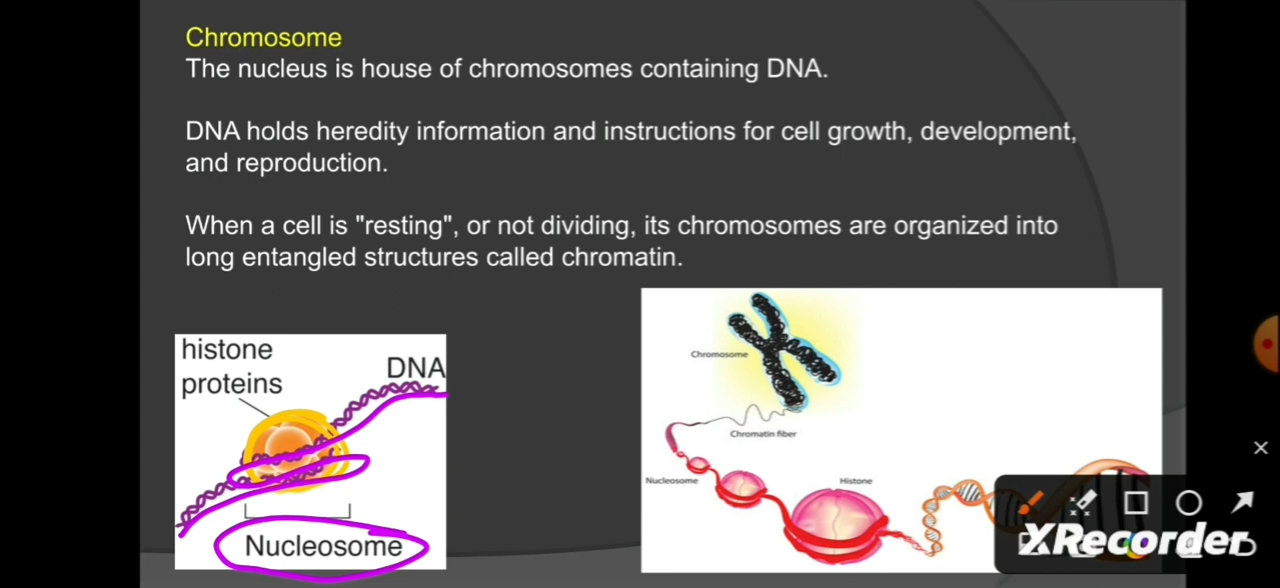 Chromosome
The nucleus is house of chromosomes containing DNA.
DNA holds heredity information and instructions for cell growth, development,
and reproduction.
When a cell is "resting", or not dividing, its chromosomes are organized into
long entangled structures called chromatin.
histone
proteins
DNA
Nucleosome
Chromosome
Chromatin fiber
Nucleosome
Histone
XRecorder